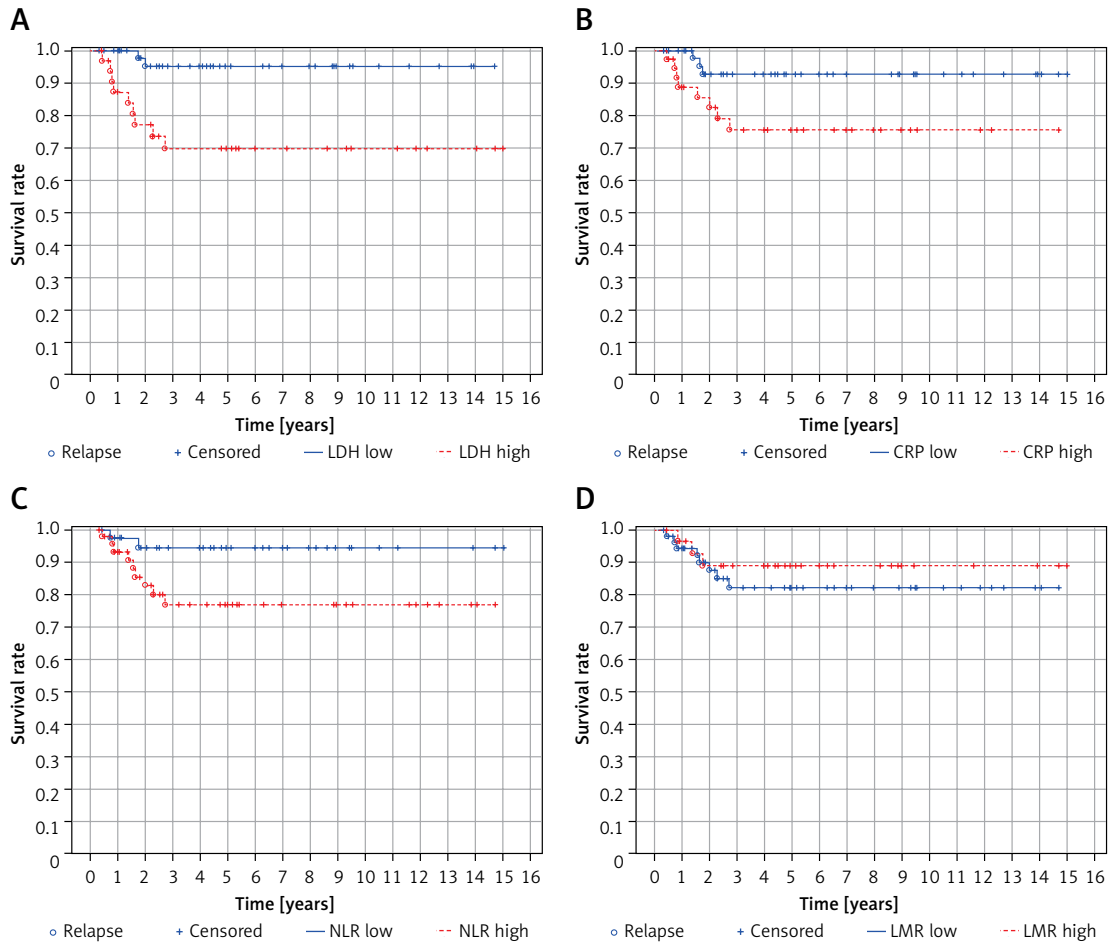 A
Survival rate
1.0
0.9
0.8
0.7
0.6
0.5
0.4
0.3
0.2
0.1
0
0 1 2 3 4 5 6 7 8 9 10 11 12 13 14 15 16
Time [years]
Relapse Censored LDH low LDH high
B
Survival rate
1.0
0.9
0.8
0.7
0.6
0.5
0.4
0.3
0.2
0.1
0
0 1 2 3 4 5 6 7 8 9 10 11 12 13 14 15 16
Time [years]
Relapse Censored CRP low CRP high
C
Survival rate
1.0
0.9
0.8
0.7
0.6
0.5
0.4
0.3
0.2
0.1
0
0 1 2 3 4 5 6 7 8 9 10 11 12 13 14 15 16
Time [years]
Relapse Censored NLR low NLR high
D
Survival rate
1.0
0.9
0.8
0.7
0.6
0.5
0.4
0.3
0.2
0.1
0
0 1 2 3 4 5 6 7 8 9 10 11 12 13 14 15 16
Time [years]
Relapse Censored LMR low LMR high